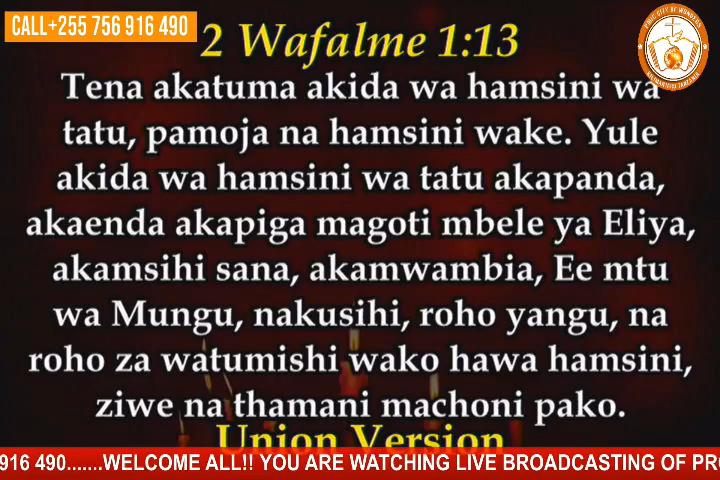 CALL+255 756 916 490
2 Wafalme 1:13
Tena akatuma akida wa hamsini wa
tatu, pamoja na hamsini wake. Yule
akida wa hamsini wa tatu akapanda,
akaenda akapiga magoti mbele ya Eliya,
akamsihi sana, akamwambia, Ee mtu
wa Mungu, nakusihi, roho yangu, na
roho za watumishi wako hawa hamsini,
ziwe na thamani machoni pako.
Union Version
916 490.......WELCOME ALL!! YOU ARE WATCHING LIVE BROADCASTING OF PR